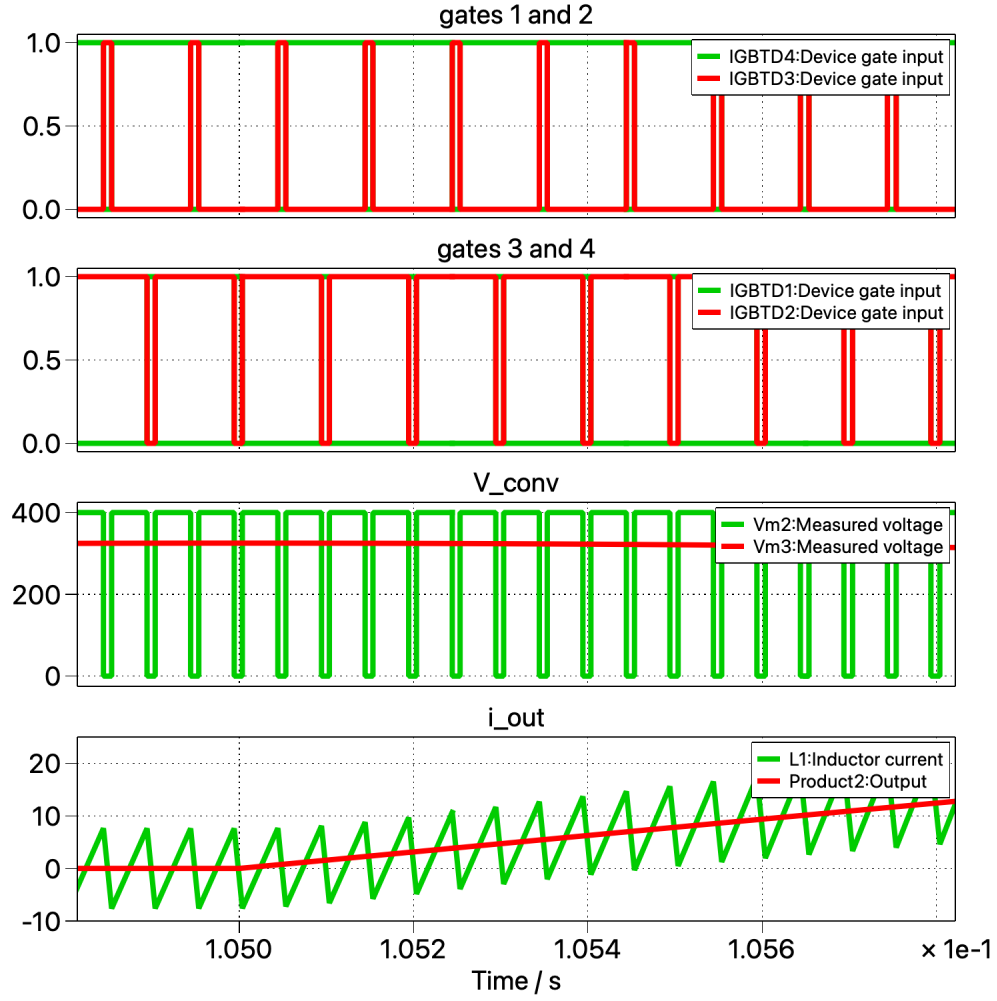 gates 1 and 2
1.0
0.5
0.0
IGBTD4:Device gate input
IGBTD3:Device gate input
gates 3 and 4
1.0
0.5
0.0
IGBTD1:Device gate input
IGBTD2:Device gate input
V_conv
400
200
0
Vm2:Measured voltage
Vm3:Measured voltage
i_out
20
10
0
-10
L1:Inductor current
Product2:Output
1.050 1.052 1.054 1.056 × 1e-1
Time / s